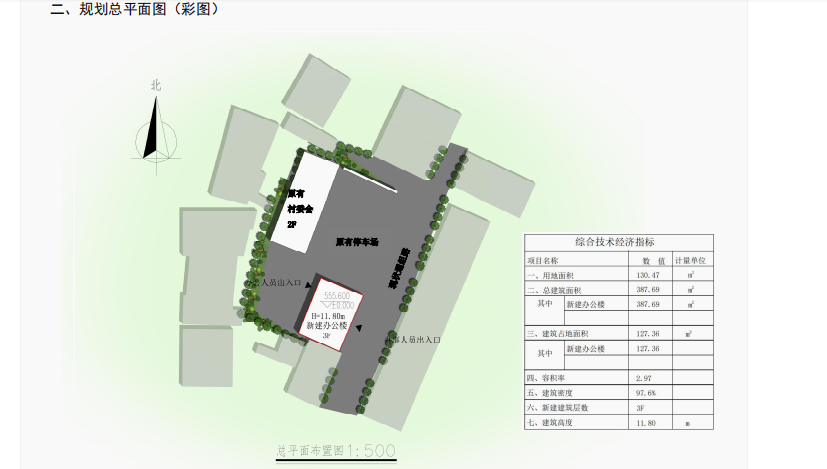 二、规划总平面图（彩图）
北
原有
村委会
2F
原有停车场
人员出入口
555.600
±0.000
H=11.80m
新建办公楼
3F
人员出入口
总平面布置图1:500
综合技术经济指标
项目名称 数 值 计量单位
一、用地面积 130.47 ㎡
二、总建筑面积 387.69 ㎡
其中 新建办公楼 387.69 ㎡
三、建筑占地面积 127.36 ㎡
其中 新建办公楼 127.36
四、容积率 2.97
五、建筑密度 97.6%
六、新建建筑层数 3F
七、建筑高度 11.80 m